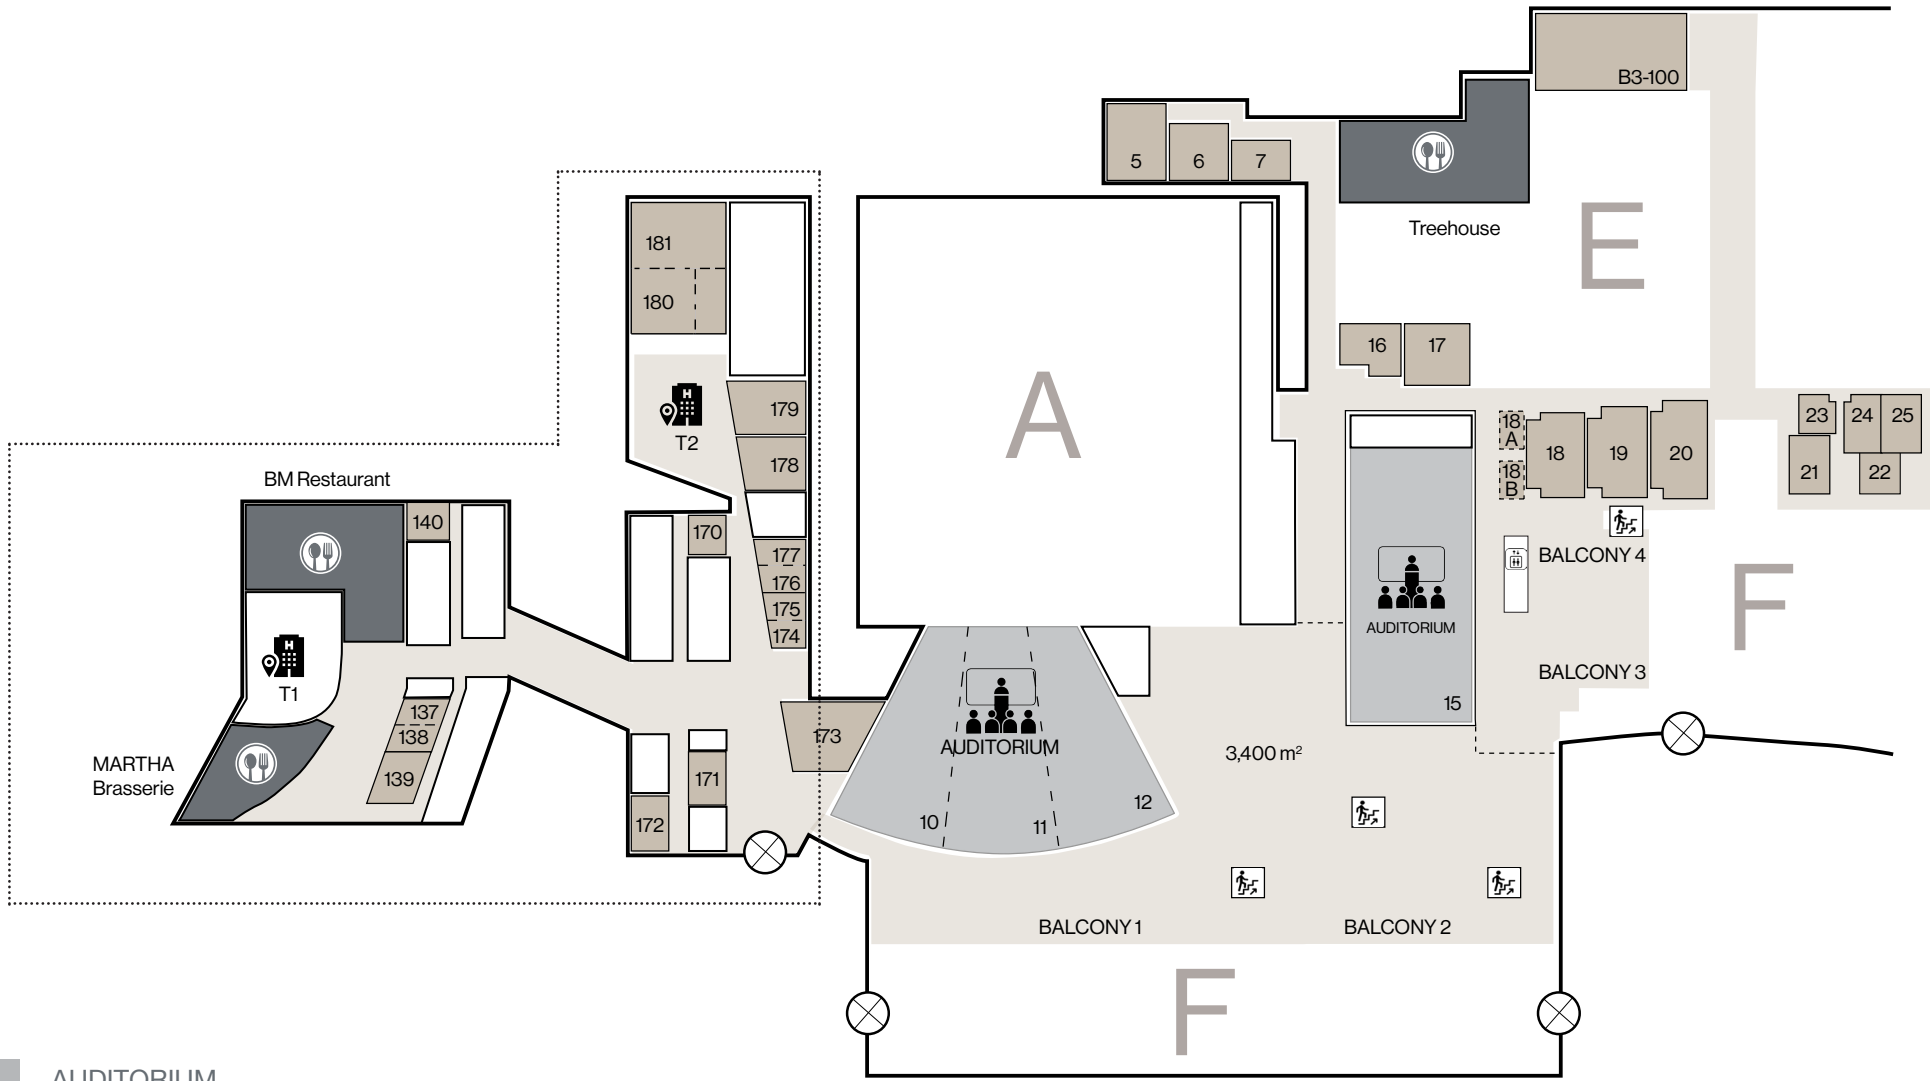 B3-100
5
6
7
Treehouse
E
181
180
A
16
17
179
T2
178
18
A
18
B
18
19
20
23
24
25
21
22
BM Restaurant
140
170
177
176
175
174
H
H
T1
BALCONY 4
F
AUDITORIUM
BALCONY 3
15
137
138
139
173
AUDITORIUM
3,400 m²
MARTHA
Brasserie
171
172
10
11
12
BALCONY 1
BALCONY 2
F
AUDITORIUM